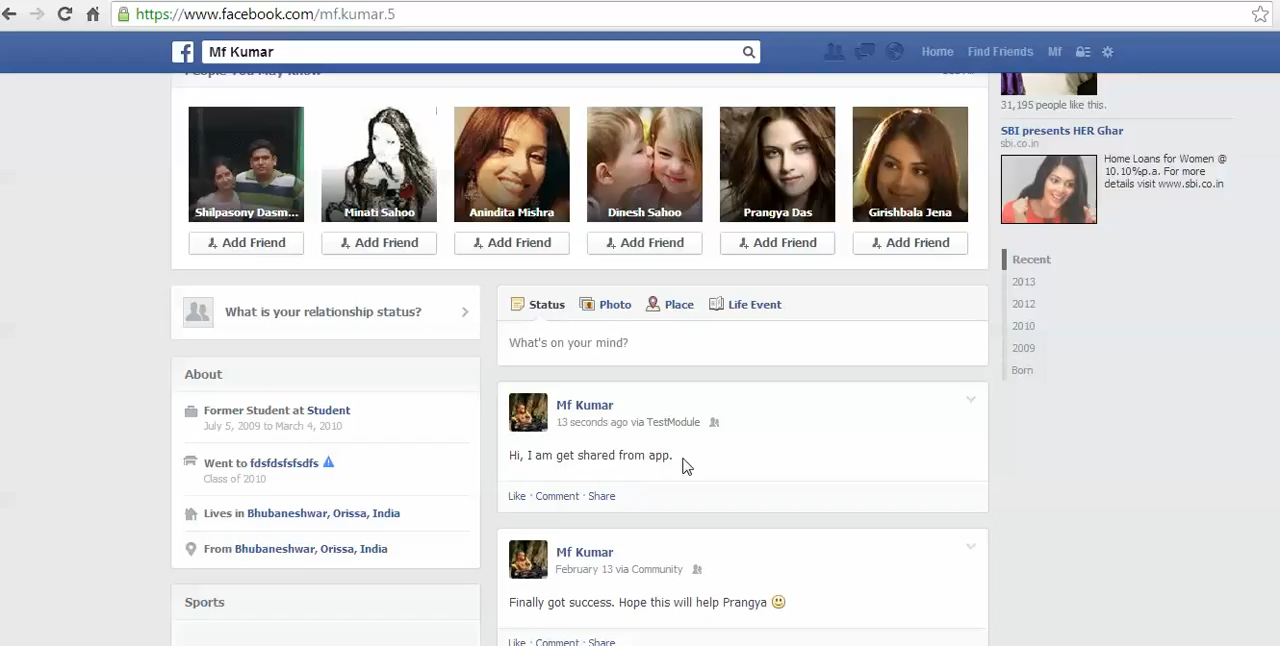 https://www.facebook.com/mf.kumar.5
f Mf Kumar Home Find Friends Mf
People You May Know
31,195 people like this.
SBI presents HER Ghar
sbi.co.in
Home Loans for Women @
10.10%p.a. For more
details visit www.sbi.co.in
Shilpasony Dasm... Minati Sahoo Anindita Mishra Dinesh Sahoo Prangya Das Girishbala Jena
Add Friend Add Friend Add Friend Add Friend Add Friend Add Friend
Recent
2013
2012
2010
2009
Born
What is your relationship status?
About
Former Student at Student
July 5, 2009 to March 4, 2010
Went to fdsfdsfsfsdfs
Class of 2010
Lives in Bhubaneshwar, Orissa, India
From Bhubaneshwar, Orissa, India
Sports
Status Photo Place Life Event
What's on your mind?
Mf Kumar
13 seconds ago via TestModule
Hi, I am get shared from app.
Like · Comment · Share
Mf Kumar
February 13 via Community
Finally got success. Hope this will help Prangya
Like · Comment · Share